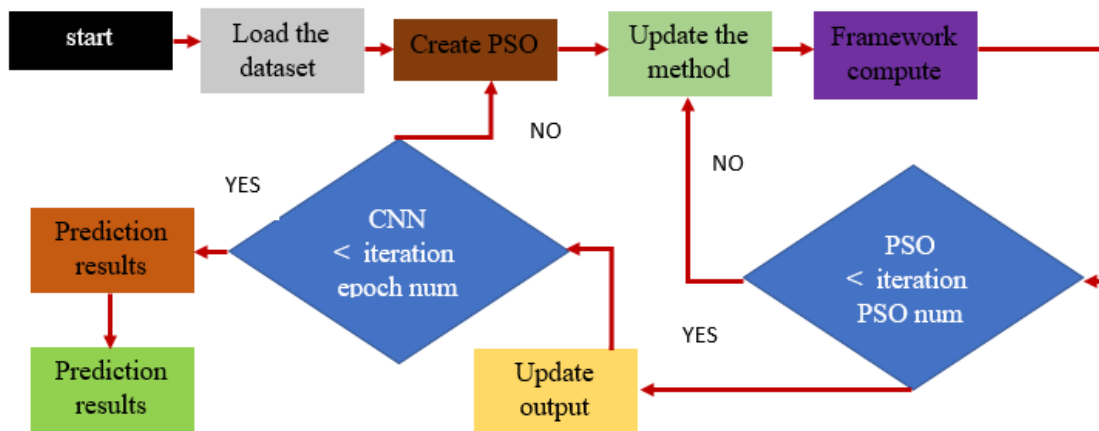 start
Load the
dataset
Create PSO
Update the
method
Framework
compute
NO
NO
YES
CNN
< iteration
epoch num
PSO
< iteration
PSO num
Prediction
results
YES
Update
output
Prediction
results